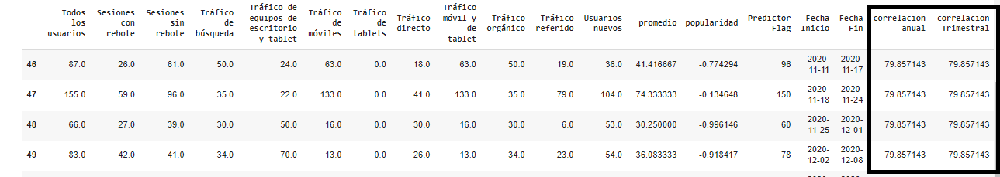 Todos los usuarios Sesiones con rebote Sesiones sin rebote Tráfico de búsqueda Tráfico de equipos de escritorio y tablet Tráfico de móviles Tráfico de tablets Tráfico directo Tráfico móvil y de tablet Tráfico orgánico Tráfico referido Usuarios nuevos promedio popularidad Predictor Flag Fecha Inicio Fecha Fin correlacion anual correlacion Trimestral
46 87.0 26.0 61.0 50.0 24.0 63.0 0.0 18.0 63.0 50.0 19.0 36.0 41.416667 -0.774294 96 2020-11-11 2020-11-17 79.857143 79.857143
47 155.0 59.0 96.0 35.0 22.0 133.0 0.0 41.0 133.0 35.0 79.0 104.0 74.333333 -0.134648 150 2020-11-18 2020-11-24 79.857143 79.857143
48 66.0 27.0 39.0 30.0 50.0 16.0 0.0 30.0 16.0 30.0 6.0 53.0 30.250000 -0.996146 60 2020-11-25 2020-12-01 79.857143 79.857143
49 83.0 42.0 41.0 34.0 70.0 13.0 0.0 26.0 13.0 34.0 23.0 54.0 36.083333 -0.918417 78 2020-12-02 2020-12-08 79.857143 79.857143